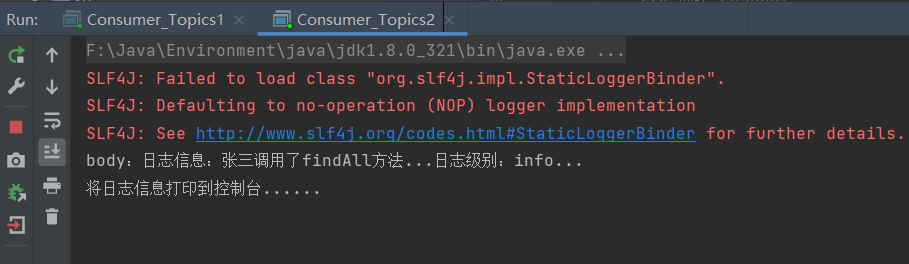 Run: Consumer_Topics1 × Consumer_Topics2 ×
F:\Java\Environment\java\jdk1.8.0_321\bin\java.exe ...
SLF4J: Failed to load class "org.slf4j.impl.StaticLoggerBinder".
SLF4J: Defaulting to no-operation (NOP) logger implementation
SLF4J: See http://www.slf4j.org/codes.html#StaticLoggerBinder for further details.
body：日志信息：张三调用了findAll方法...日志级别：info...
将日志信息打印到控制台......